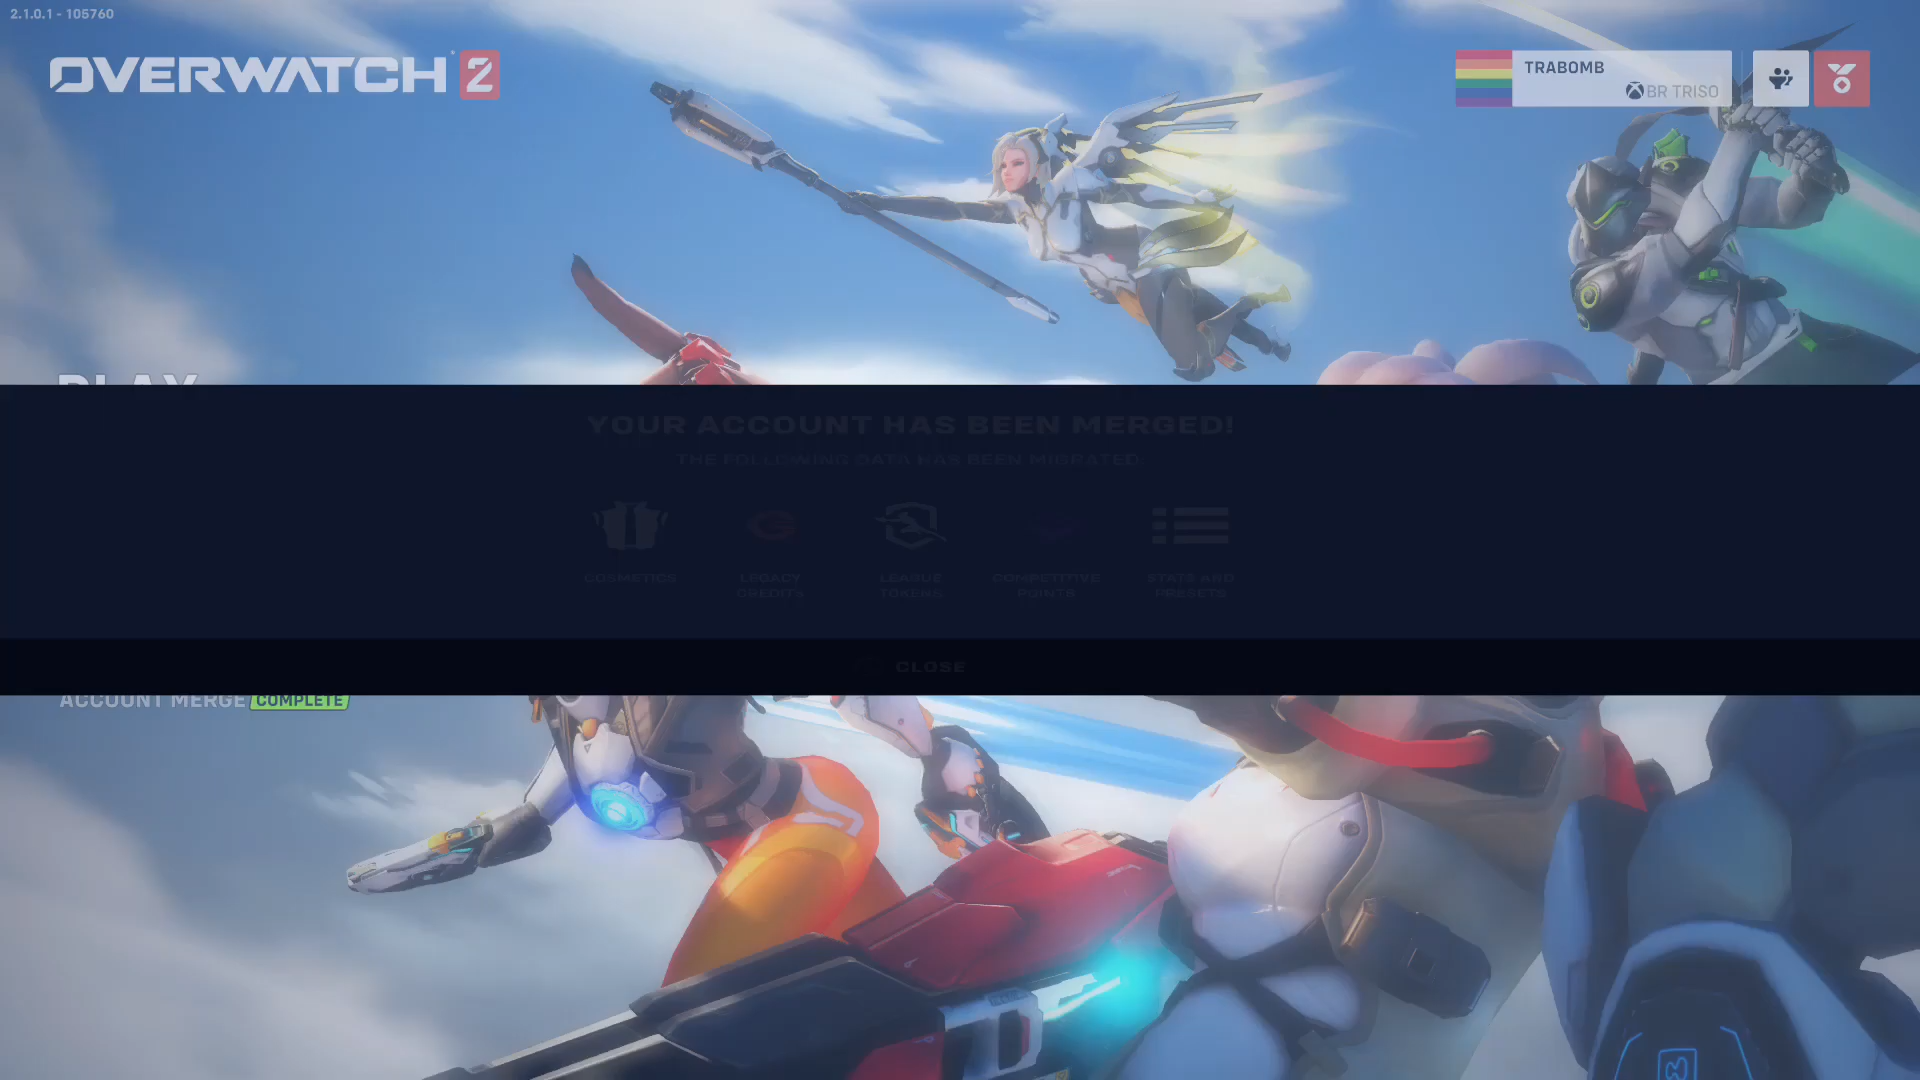 2.1.0.1 - 105760
OVERWATCH 2
TRABOMB
BR TRISO
PLAY
YOUR ACCOUNT HAS BEEN MERGED!
THE FOLLOWING DATA HAS BEEN MIGRATED:
COSMETICS
LEGACY CREDITS
LEAGUE TOKENS
COMPETITIVE POINTS
STATS AND PRESETS
CLOSE
ACCOUNT MERGE COMPLETE